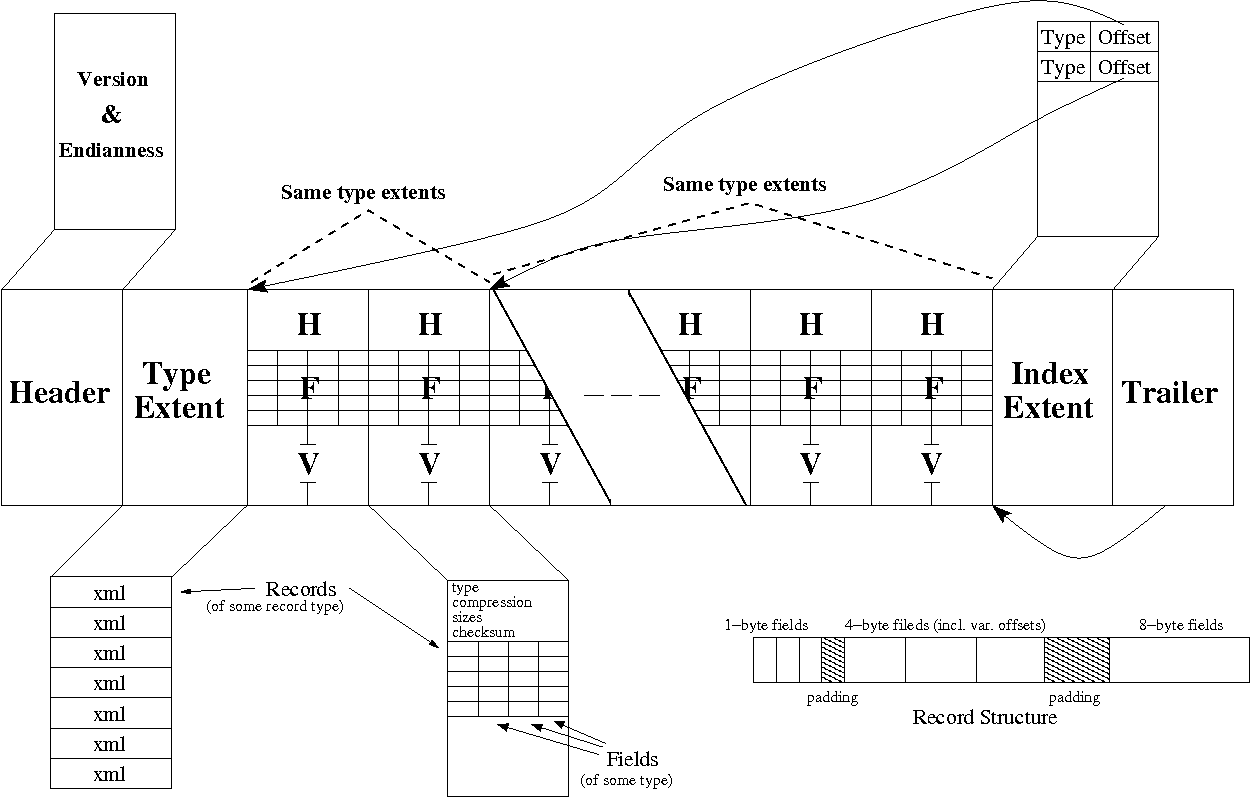 Version
&
Endianness
Type Offset
Type Offset
Same type extents
Same type extents
H H H H H
Header
Type
Extent
F F F F F
Index
Extent
Trailer
V V V V V
xml
xml
xml
xml
xml
xml
xml
Records
(of some record type)
type
compression
sizes
checksum
Fields
(of some type)
1-byte fields
4-byte fileds (incl. var. offsets)
8-byte fields
padding
padding
Record Structure